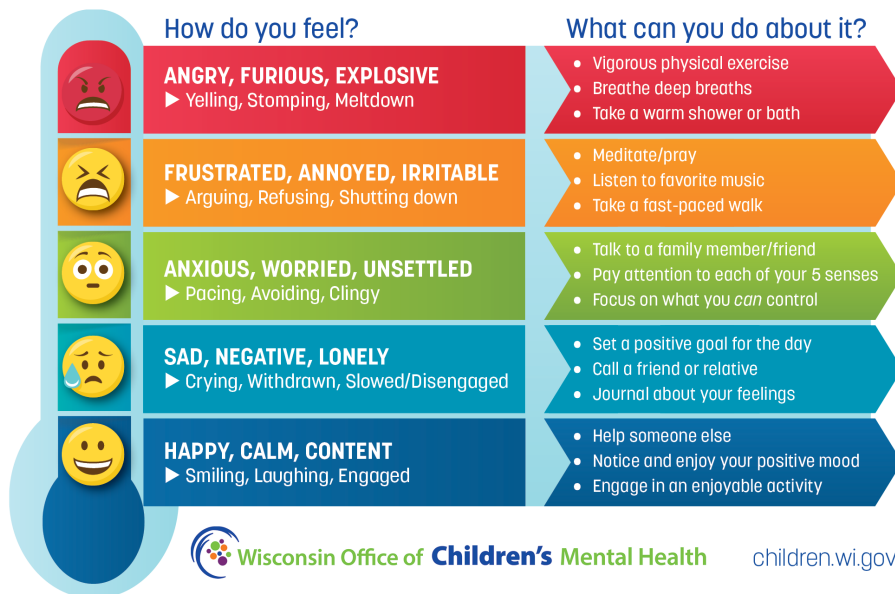 How do you feel?
What can you do about it?
ANGRY, FURIOUS, EXPLOSIVE
▶ Yelling, Stomping, Meltdown
• Vigorous physical exercise
• Breathe deep breaths
• Take a warm shower or bath
FRUSTRATED, ANNOYED, IRRITABLE
▶ Arguing, Refusing, Shutting down
• Meditate/pray
• Listen to favorite music
• Take a fast-paced walk
ANXIOUS, WORRIED, UNSETTLED
▶ Pacing, Avoiding, Clingy
• Talk to a family member/friend
• Pay attention to each of your 5 senses
• Focus on what you can control
SAD, NEGATIVE, LONELY
▶ Crying, Withdrawn, Slowed/Disengaged
• Set a positive goal for the day
• Call a friend or relative
• Journal about your feelings
HAPPY, CALM, CONTENT
▶ Smiling, Laughing, Engaged
• Help someone else
• Notice and enjoy your positive mood
• Engage in an enjoyable activity
Wisconsin Office of Children's Mental Health
children.wi.gov